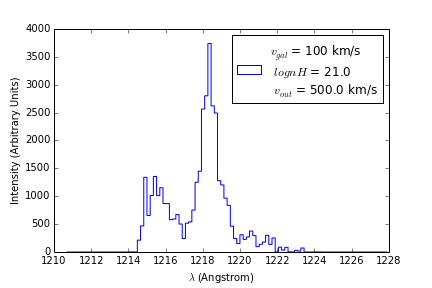 4000
3500
3000
2500
2000
1500
1000
500
0
Intensity (Arbitrary Units)
v_gal = 100 km/s
lognH = 21.0
v_out = 500.0 km/s
1210 1212 1214 1216 1218 1220 1222 1224 1226 1228
λ (Angstrom)